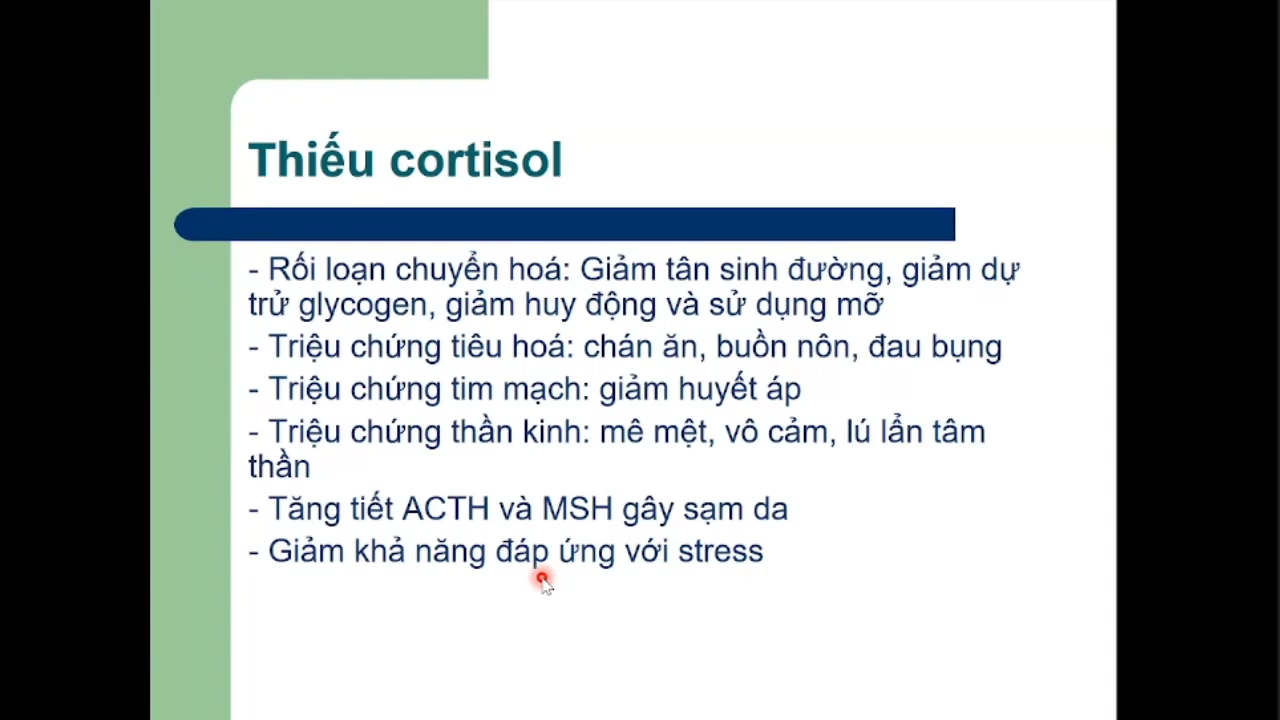 Thiếu cortisol
- Rối loạn chuyển hoá: Giảm tân sinh đường, giảm dự
trử glycogen, giảm huy động và sử dụng mỡ
- Triệu chứng tiêu hoá: chán ăn, buồn nôn, đau bụng
- Triệu chứng tim mạch: giảm huyết áp
- Triệu chứng thần kinh: mê mệt, vô cảm, lú lẩn tâm
thần
- Tăng tiết ACTH và MSH gây sạm da
- Giảm khả năng đáp ứng với stress